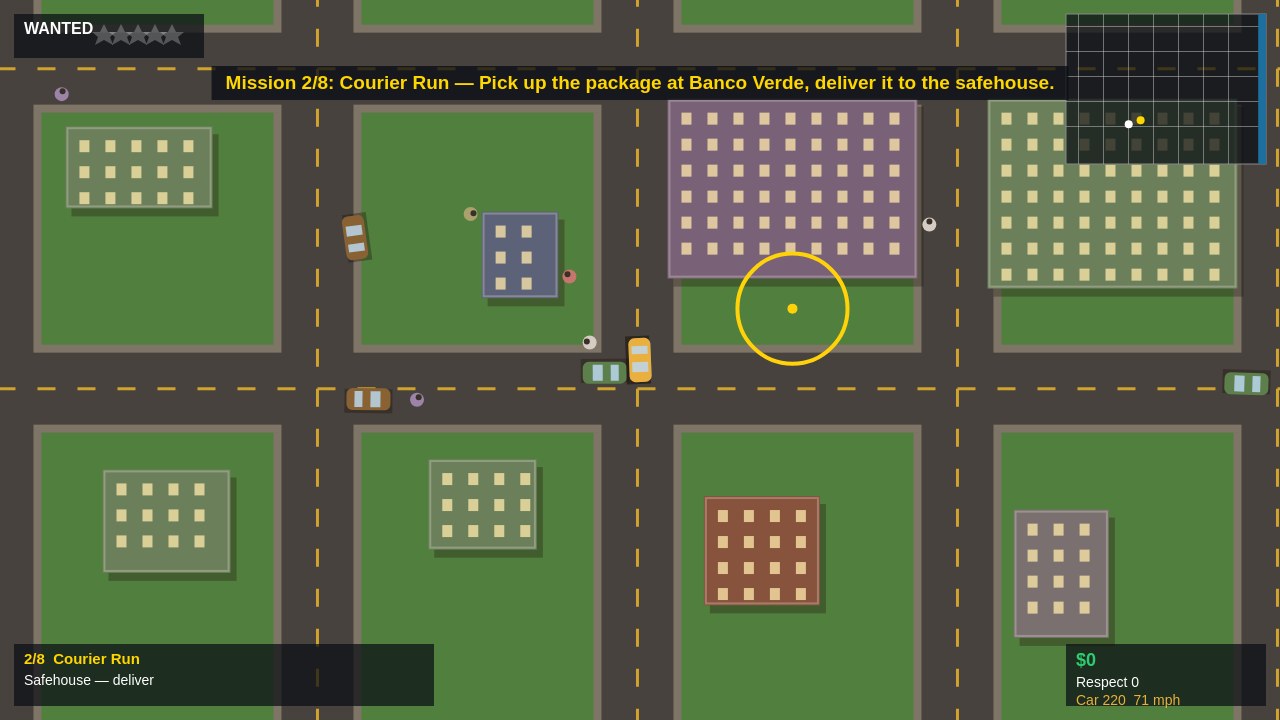 WANTED
Mission 2/8: Courier Run — Pick up the package at Banco Verde, deliver it to the safehouse.
2/8  Courier Run
Safehouse — deliver
$0
Respect 0
Car 220  71 mph